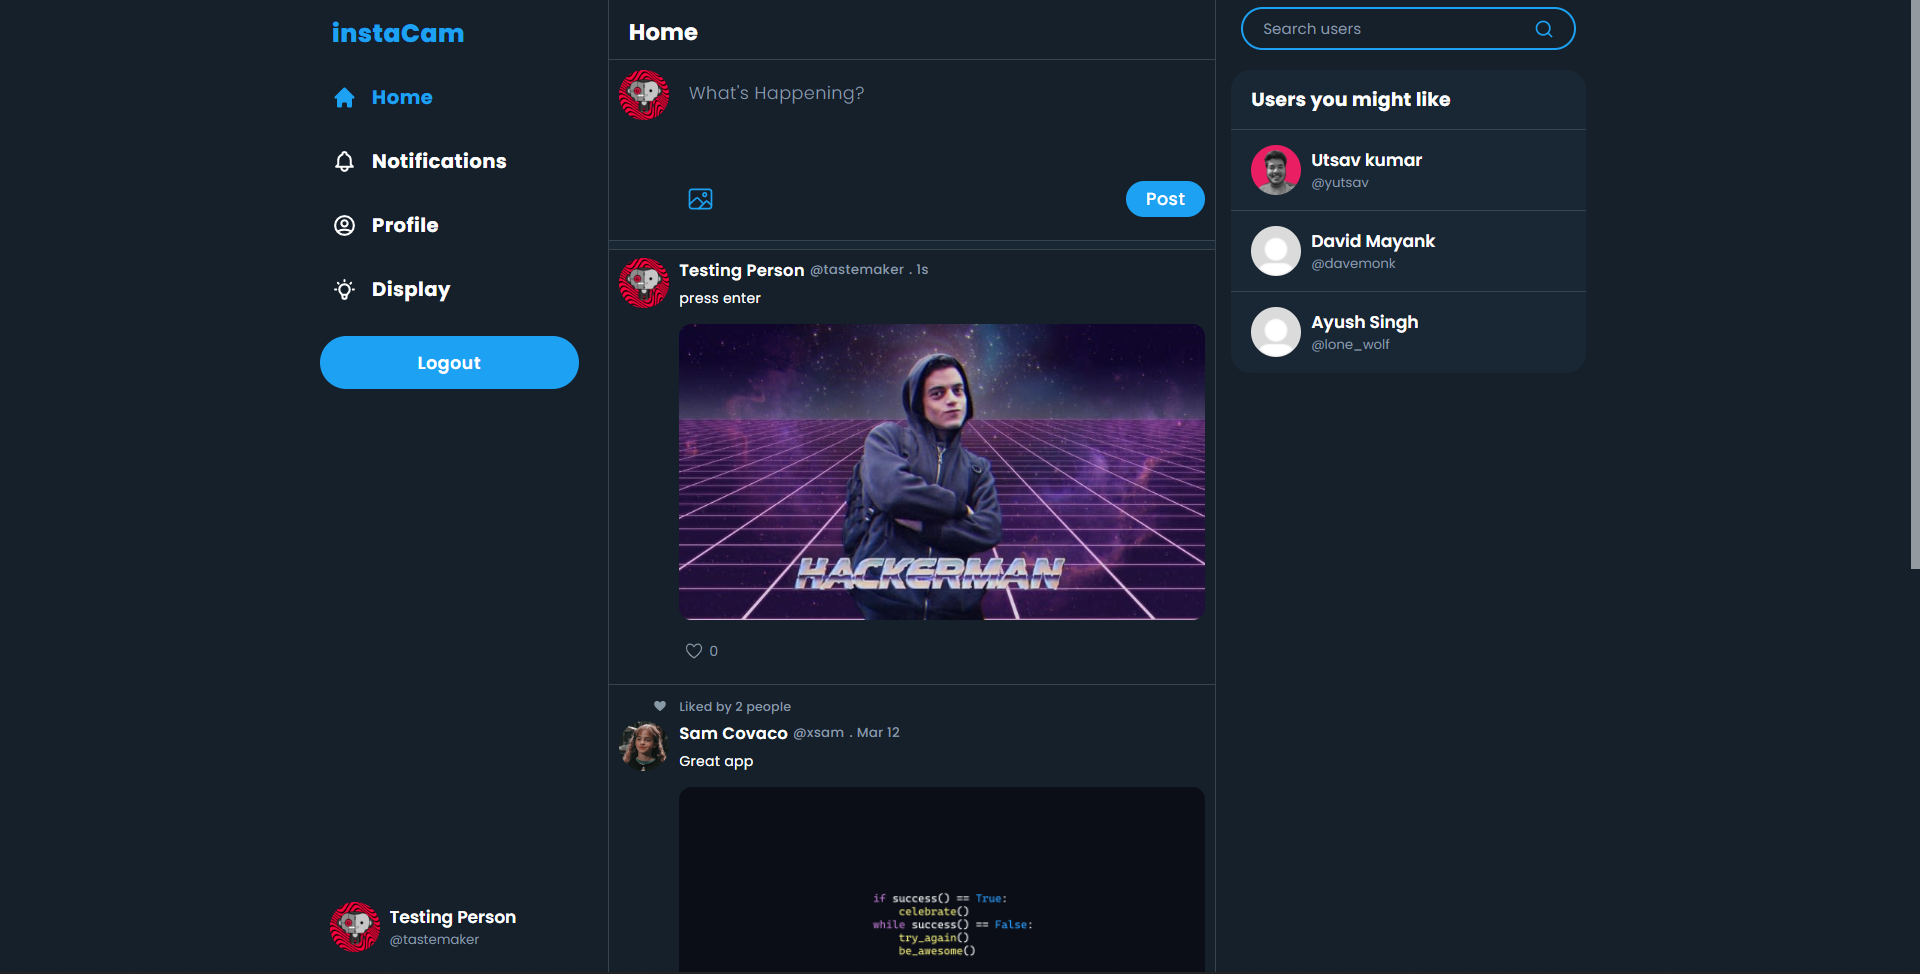 instaCam
Home
Notifications
Profile
Display
Logout
Testing Person
@tastemaker
Home
What's Happening?
Post
Testing Person @tastemaker . 1s
press enter
HACKERMAN
0
Liked by 2 people
Sam Covaco @xsam . Mar 12
Great app
if success() == True:
celebrate()
while success() == False:
try_again()
be_awesome()
Search users
Users you might like
Utsav kumar
@yutsav
David Mayank
@davemonk
Ayush Singh
@lone_wolf